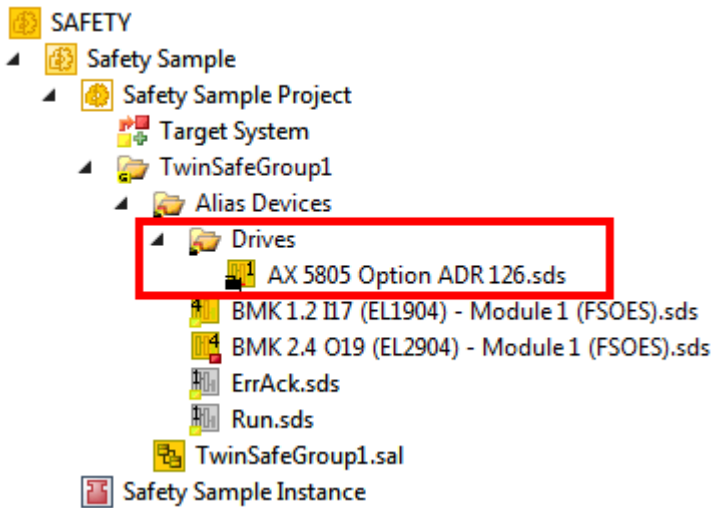 SAFETY
Safety Sample
Safety Sample Project
Target System
TwinSafeGroup1
Alias Devices
Drives
AX 5805 Option ADR 126.sds
BMK 1.2 I17 (EL1904) - Module 1 (FSOES).sds
BMK 2.4 O19 (EL2904) - Module 1 (FSOES).sds
ErrAck.sds
Run.sds
TwinSafeGroup1.sal
Safety Sample Instance